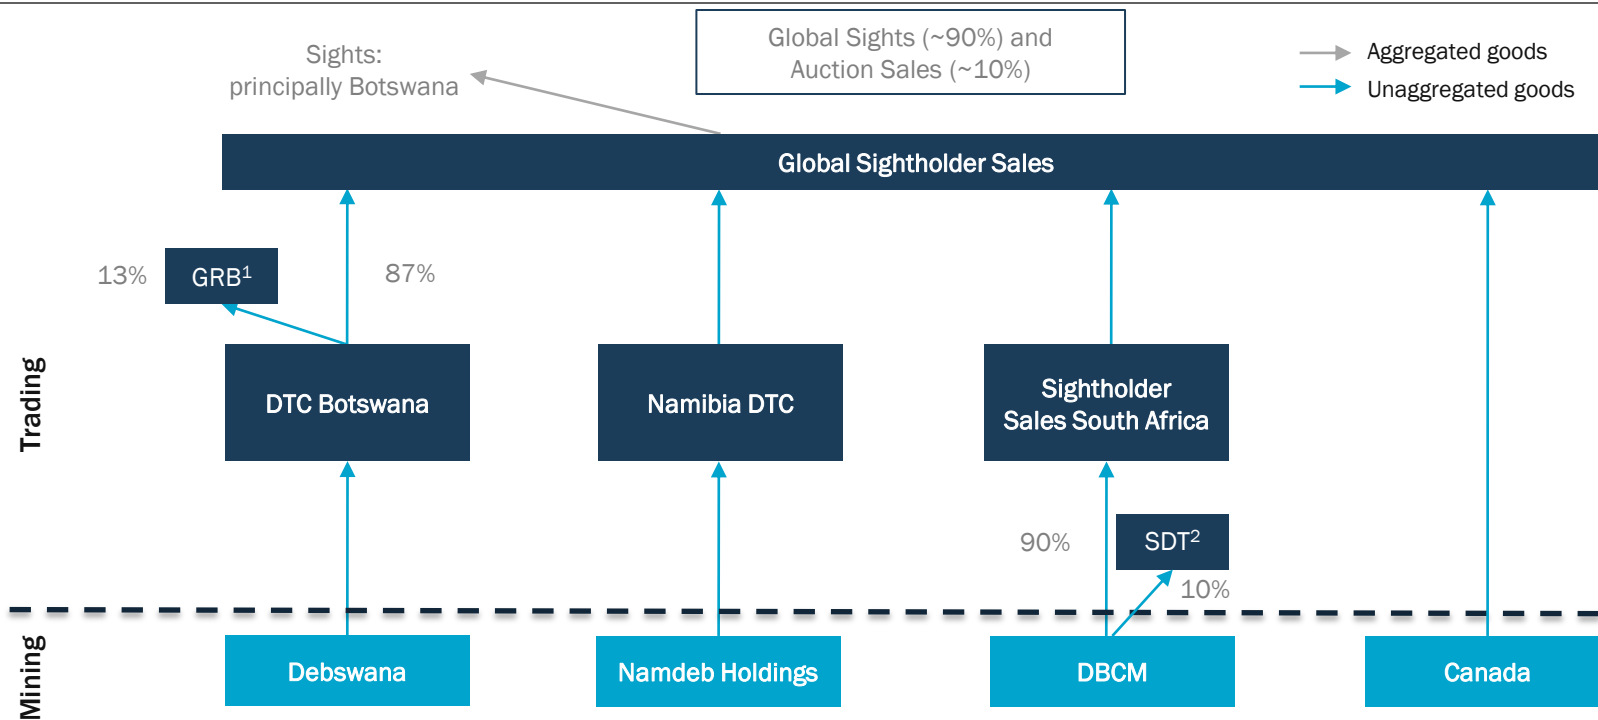 Sights:
principally Botswana
Global Sights (~90%) and
Auction Sales (~10%)
Aggregated goods
Unaggregated goods
Global Sightholder Sales
13%
GRB¹
87%
Trading
DTC Botswana
Namibia DTC
Sightholder
Sales South Africa
90%
SDT²
10%
Mining
Debswana
Namdeb Holdings
DBCM
Canada